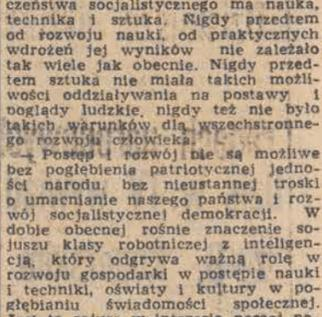 czeństwa socjalistycznego ma nauka,
technika i sztuka. Nigdy przedtem
od rozwoju nauki, od praktycznych
wdrożeń jej wyników nie zależało
tak wiele jak obecnie. Nigdy przed-
tem sztuka nie miała takich możli-
wości oddziaływania na postawy i
poglądy ludzkie, nigdy też nie było
takich warunków dla wszechstronne-
go rozwoju człowieka.
Postęp i rozwój nie są możliwe
bez pogłębienia patriotycznej jedno-
ści narodu, bez nieustannej troski
o umacnianie naszego państwa i roz-
wój socjalistycznej demokracji. W
dobie obecnej rośnie znaczenie so-
juszu klasy robotniczej z inteligen-
cją, który odgrywa ważną rolę w
rozwoju gospodarki w postępie nauki
i techniki, oświaty i kultury w po-
głębianiu świadomości społecznej.